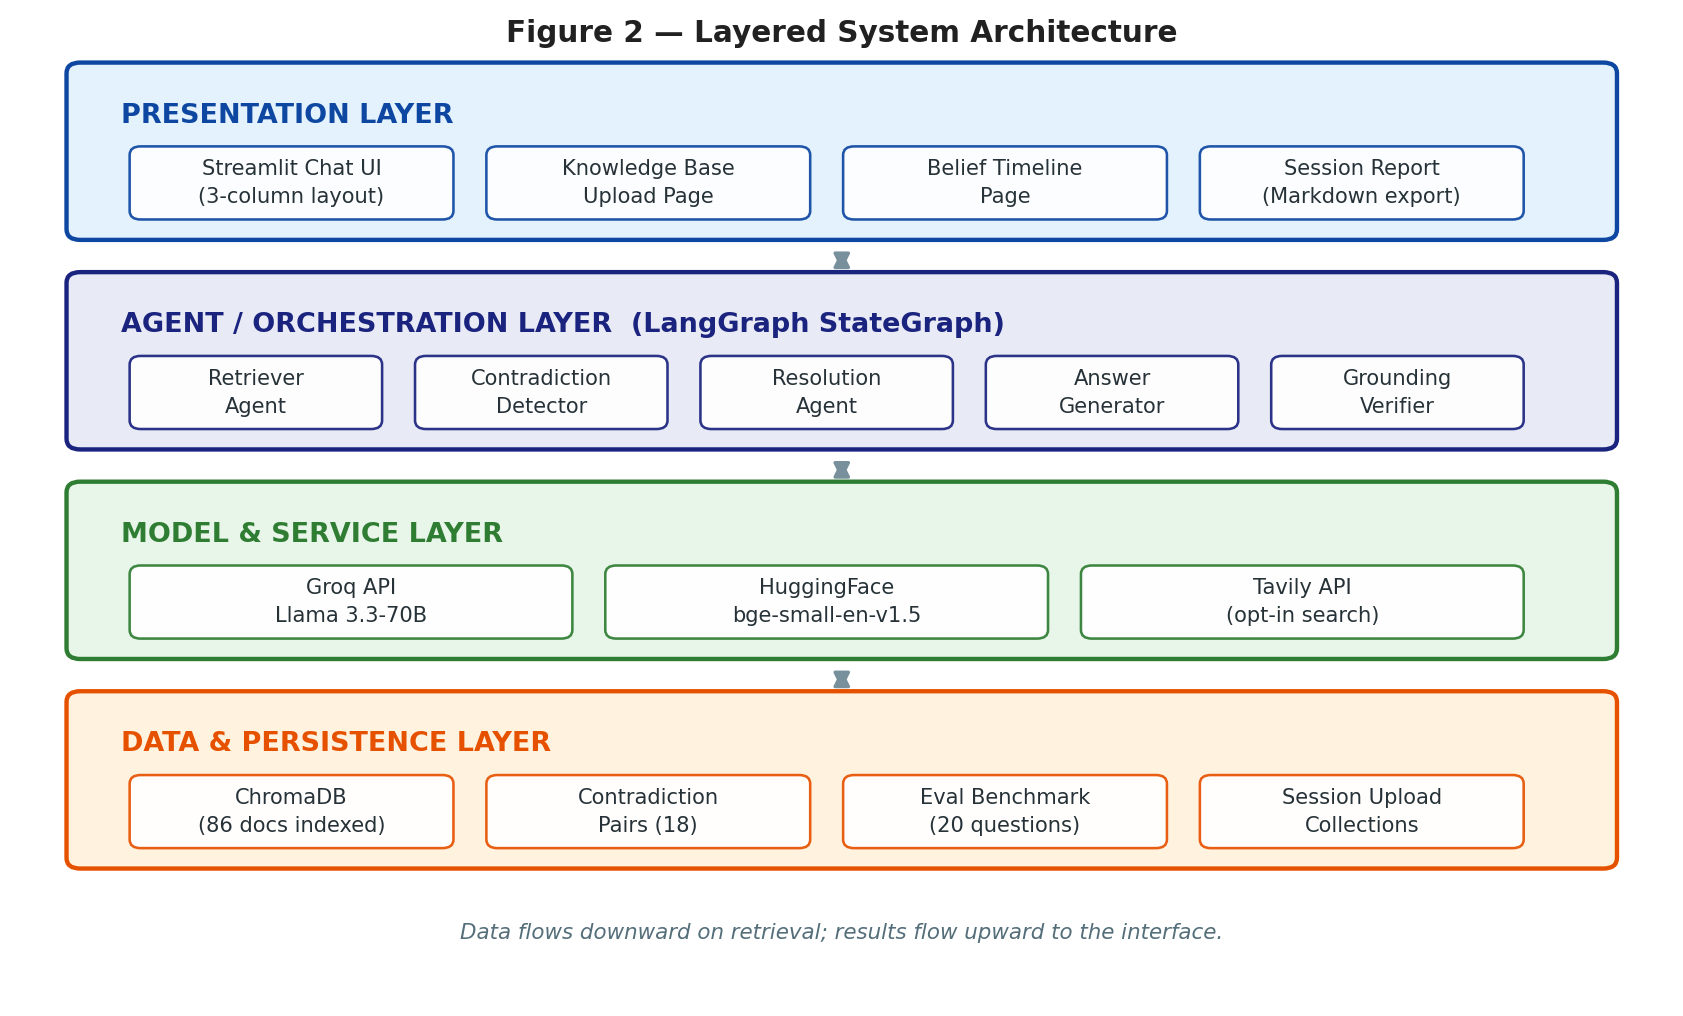 Figure 2 — Layered System Architecture
PRESENTATION LAYER
Streamlit Chat UI
(3-column layout)
Knowledge Base
Upload Page
Belief Timeline
Page
Session Report
(Markdown export)
AGENT / ORCHESTRATION LAYER (LangGraph StateGraph)
Retriever
Agent
Contradiction
Detector
Resolution
Agent
Answer
Generator
Grounding
Verifier
MODEL & SERVICE LAYER
Groq API
Llama 3.3-70B
HuggingFace
bge-small-en-v1.5
Tavily API
(opt-in search)
DATA & PERSISTENCE LAYER
ChromaDB
(86 docs indexed)
Contradiction
Pairs (18)
Eval Benchmark
(20 questions)
Session Upload
Collections
Data flows downward on retrieval; results flow upward to the interface.